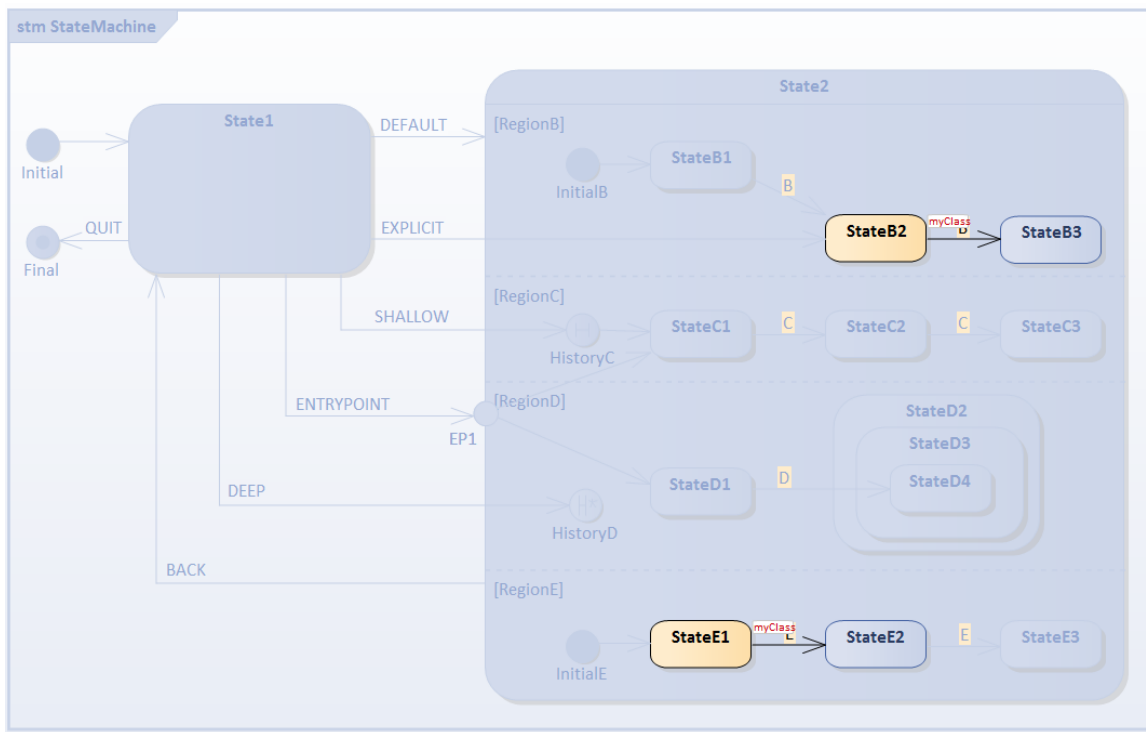 stm StateMachine
State2
State1
DEFAULT
[RegionB]
Initial
InitialB
StateB1
B
QUIT
EXPLICIT
StateB2
myClass
B
StateB3
Final
[RegionC]
SHALLOW
HistoryC
StateC1
C
StateC2
C
StateC3
ENTRYPOINT
[RegionD]
EP1
StateD2
StateD3
StateD4
StateD1
D
DEEP
H*
HistoryD
BACK
[RegionE]
InitialE
StateE1
myClass
StateE2
E
StateE3